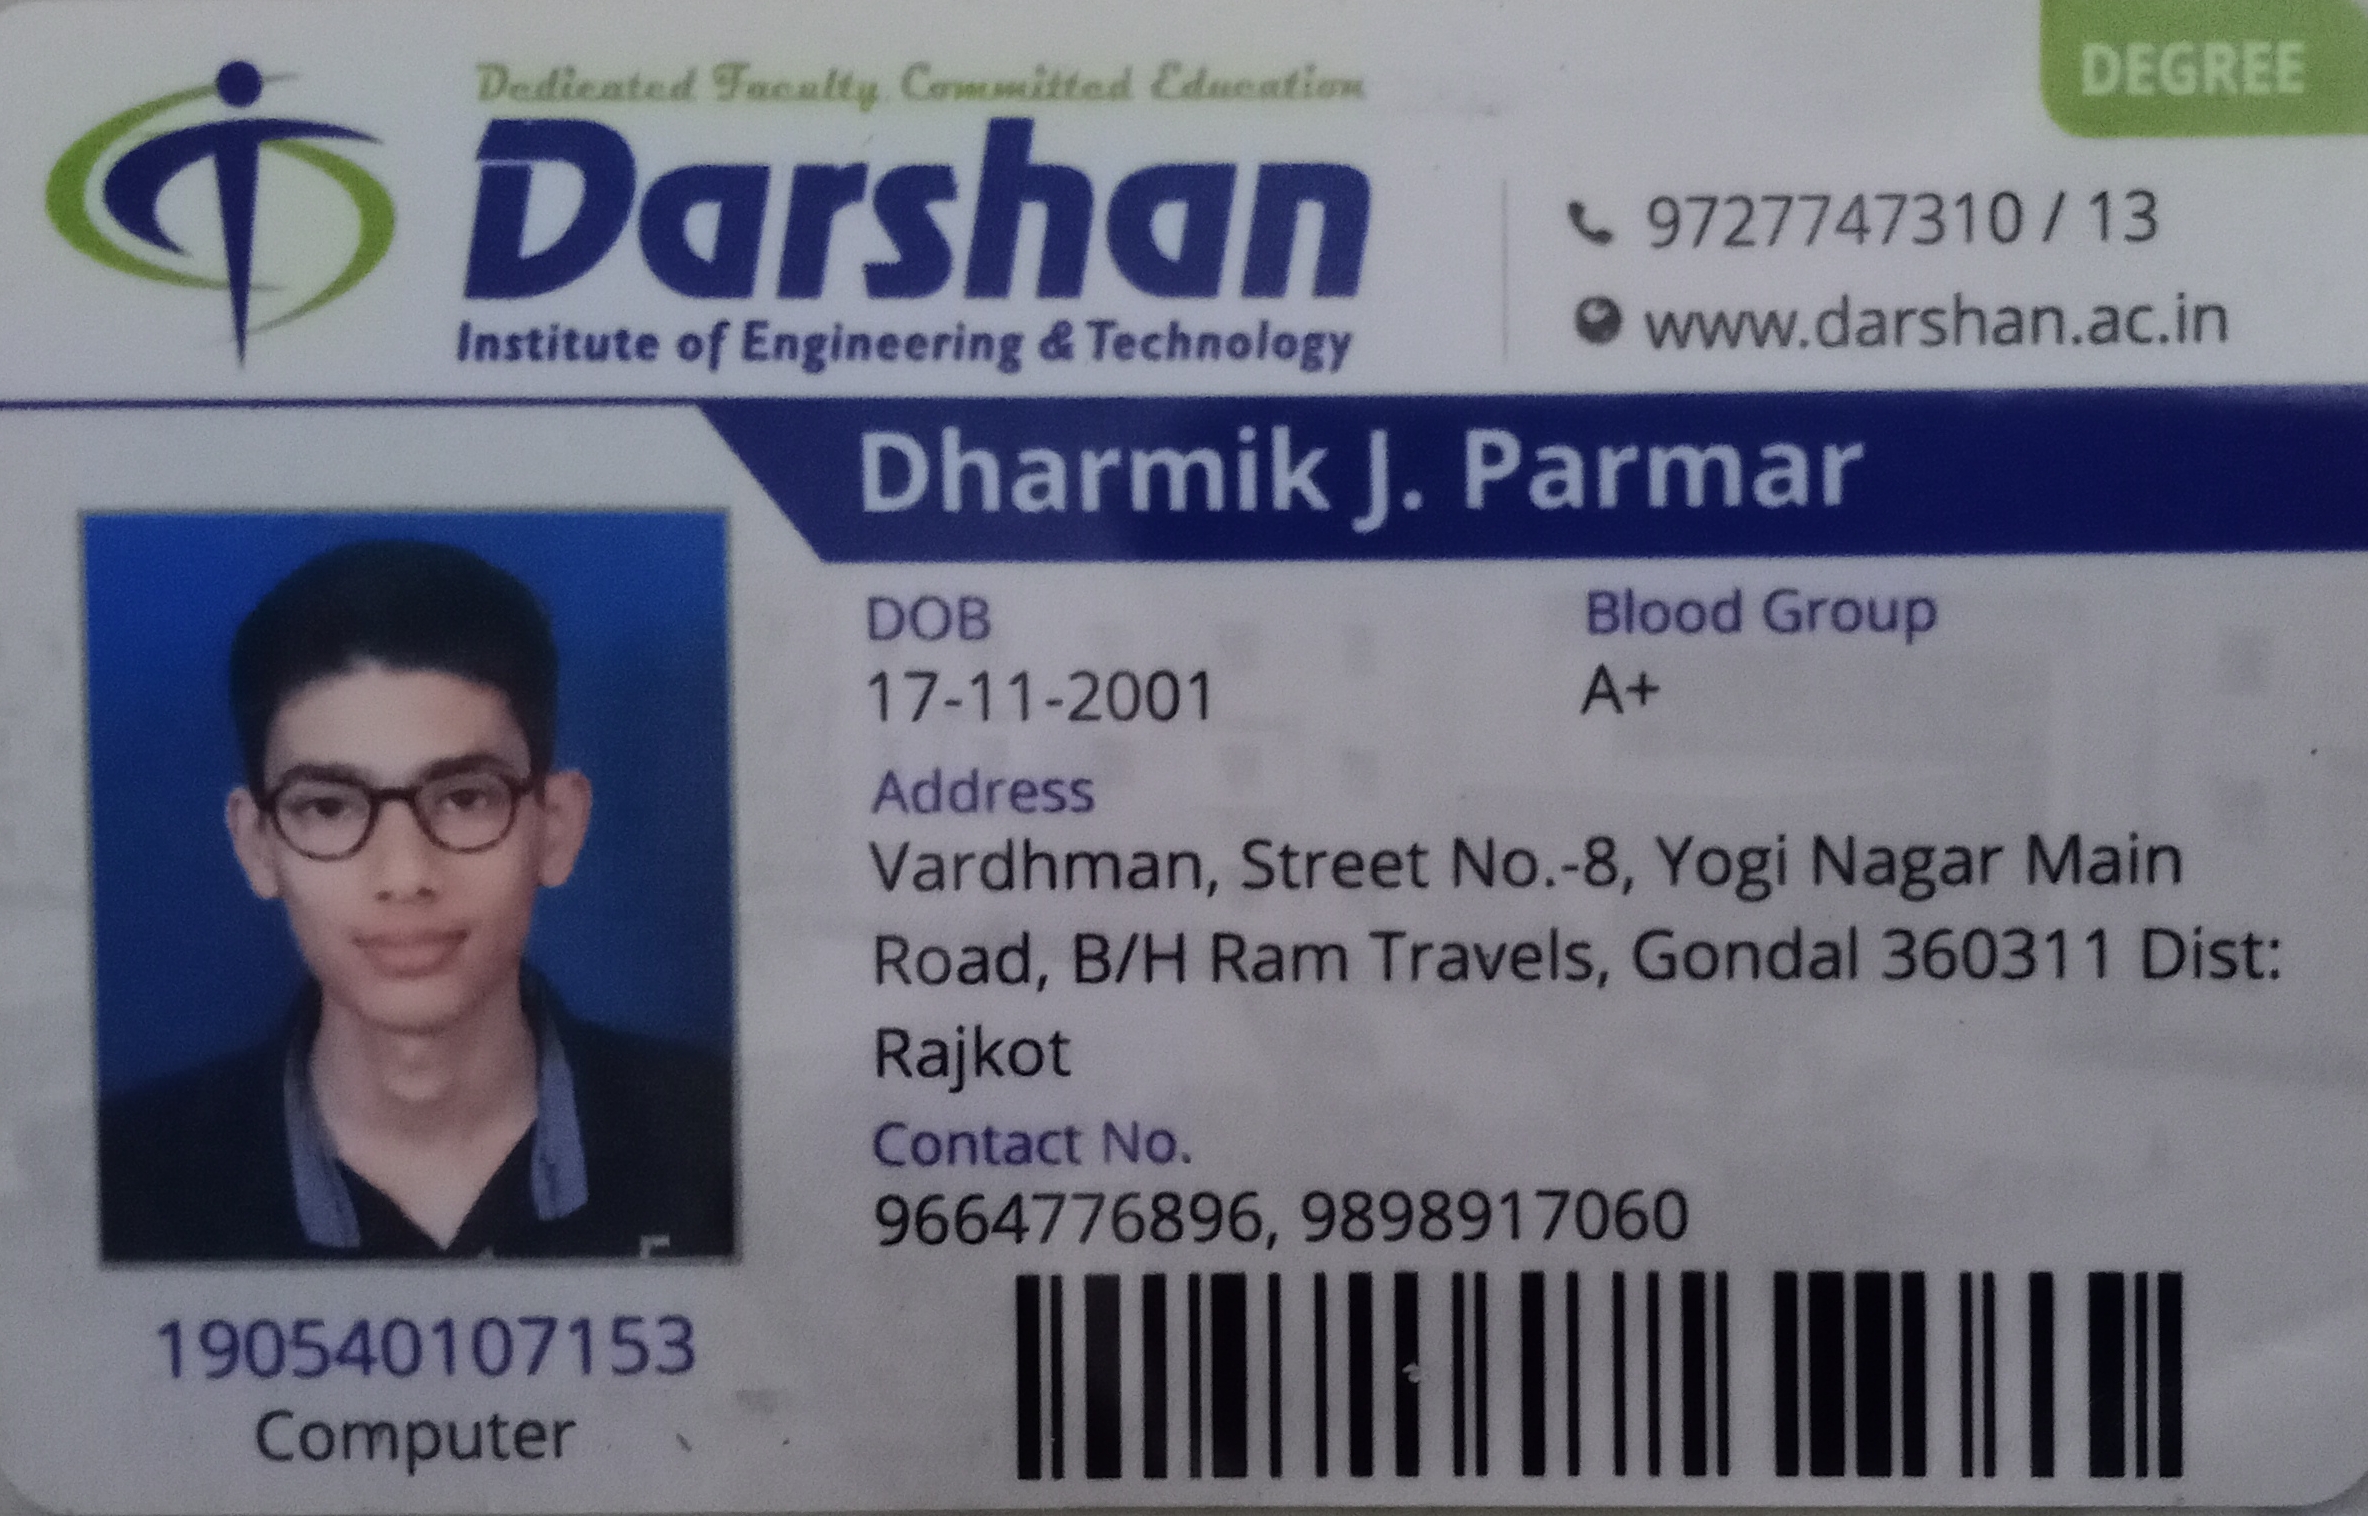 DEGREE
Dedicated Faculty, Committed Education
Darshan
Institute of Engineering & Technology
9727747310 / 13
www.darshan.ac.in
Dharmik J. Parmar
DOB
17-11-2001
Blood Group
A+
Address
Vardhman, Street No.-8, Yogi Nagar Main
Road, B/H Ram Travels, Gondal 360311 Dist:
Rajkot
Contact No.
9664776896, 9898917060
190540107153
Computer